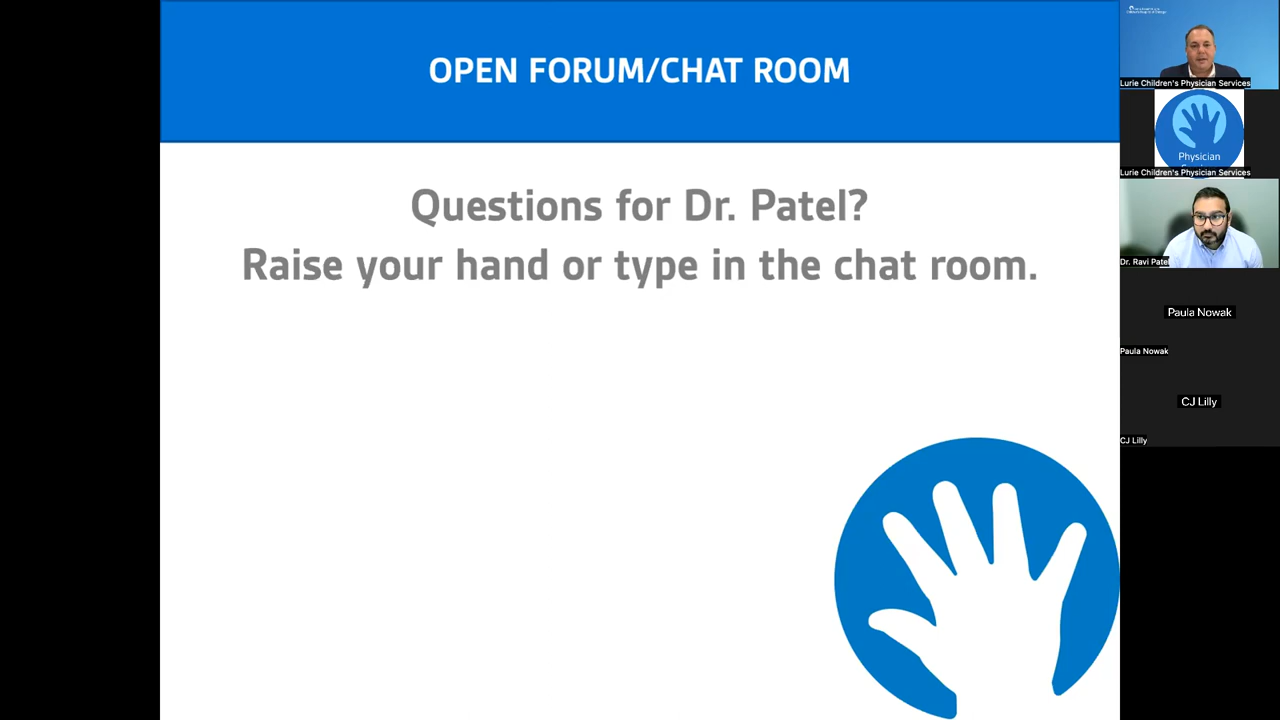 OPEN FORUM/CHAT ROOM
Questions for Dr. Patel?
Raise your hand or type in the chat room.
Lurie Children's Physician Services
Physician
Lurie Children's Physician Services
Dr. Ravi Patel
Paula Nowak
Paula Nowak
CJ Lilly
CJ Lilly